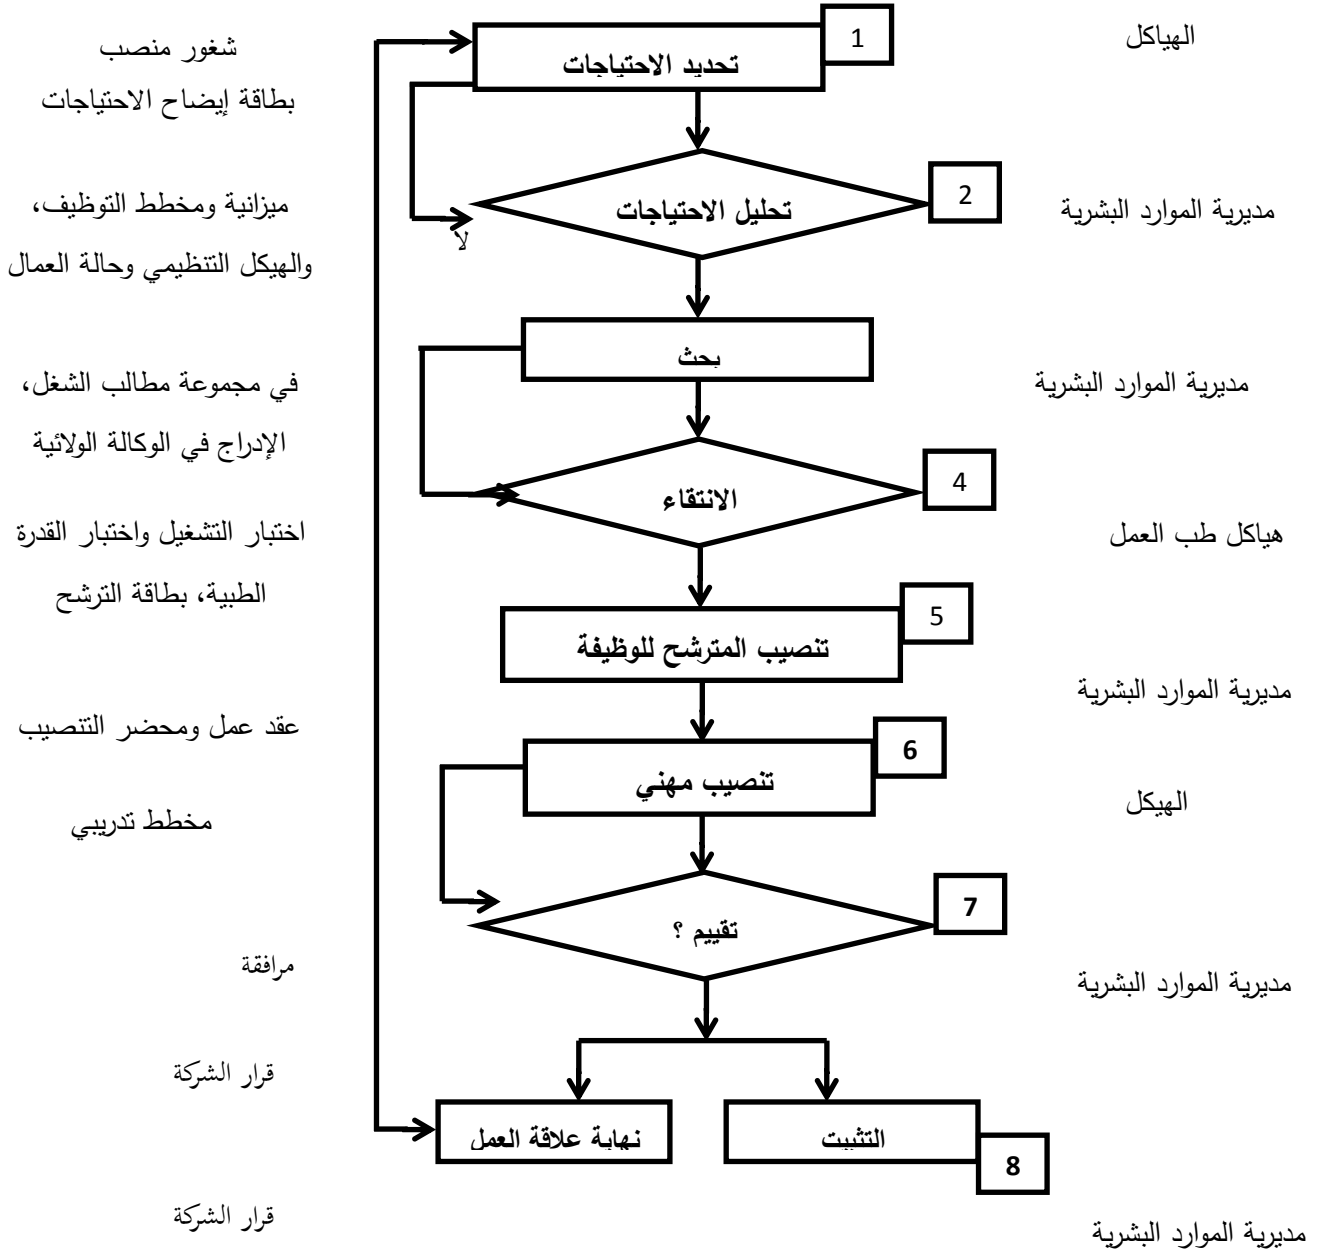 الهياكل
1
تحديد الاحتياجات
شغور منصب
بطاقة إيضاح الاحتياجات
مديرية الموارد البشرية
2
تحليل الاحتياجات
لا
ميزانية ومخطط التوظيف،
والهيكل التنظيمي وحالة العمال
مديرية الموارد البشرية
بحث
في مجموعة مطالب الشغل،
الإدراج في الوكالة الولائية
هياكل طب العمل
4
الانتقاء
اختبار التشغيل واختبار القدرة
الطبية، بطاقة الترشح
مديرية الموارد البشرية
5
تنصيب المترشح للوظيفة
عقد عمل ومحضر التنصيب
الهيكل
6
تنصيب مهني
مخطط تدريبي
مديرية الموارد البشرية
7
تقييم ؟
مرافقة
قرار الشركة
التثبيت
نهاية علاقة العمل
8
مديرية الموارد البشرية
قرار الشركة